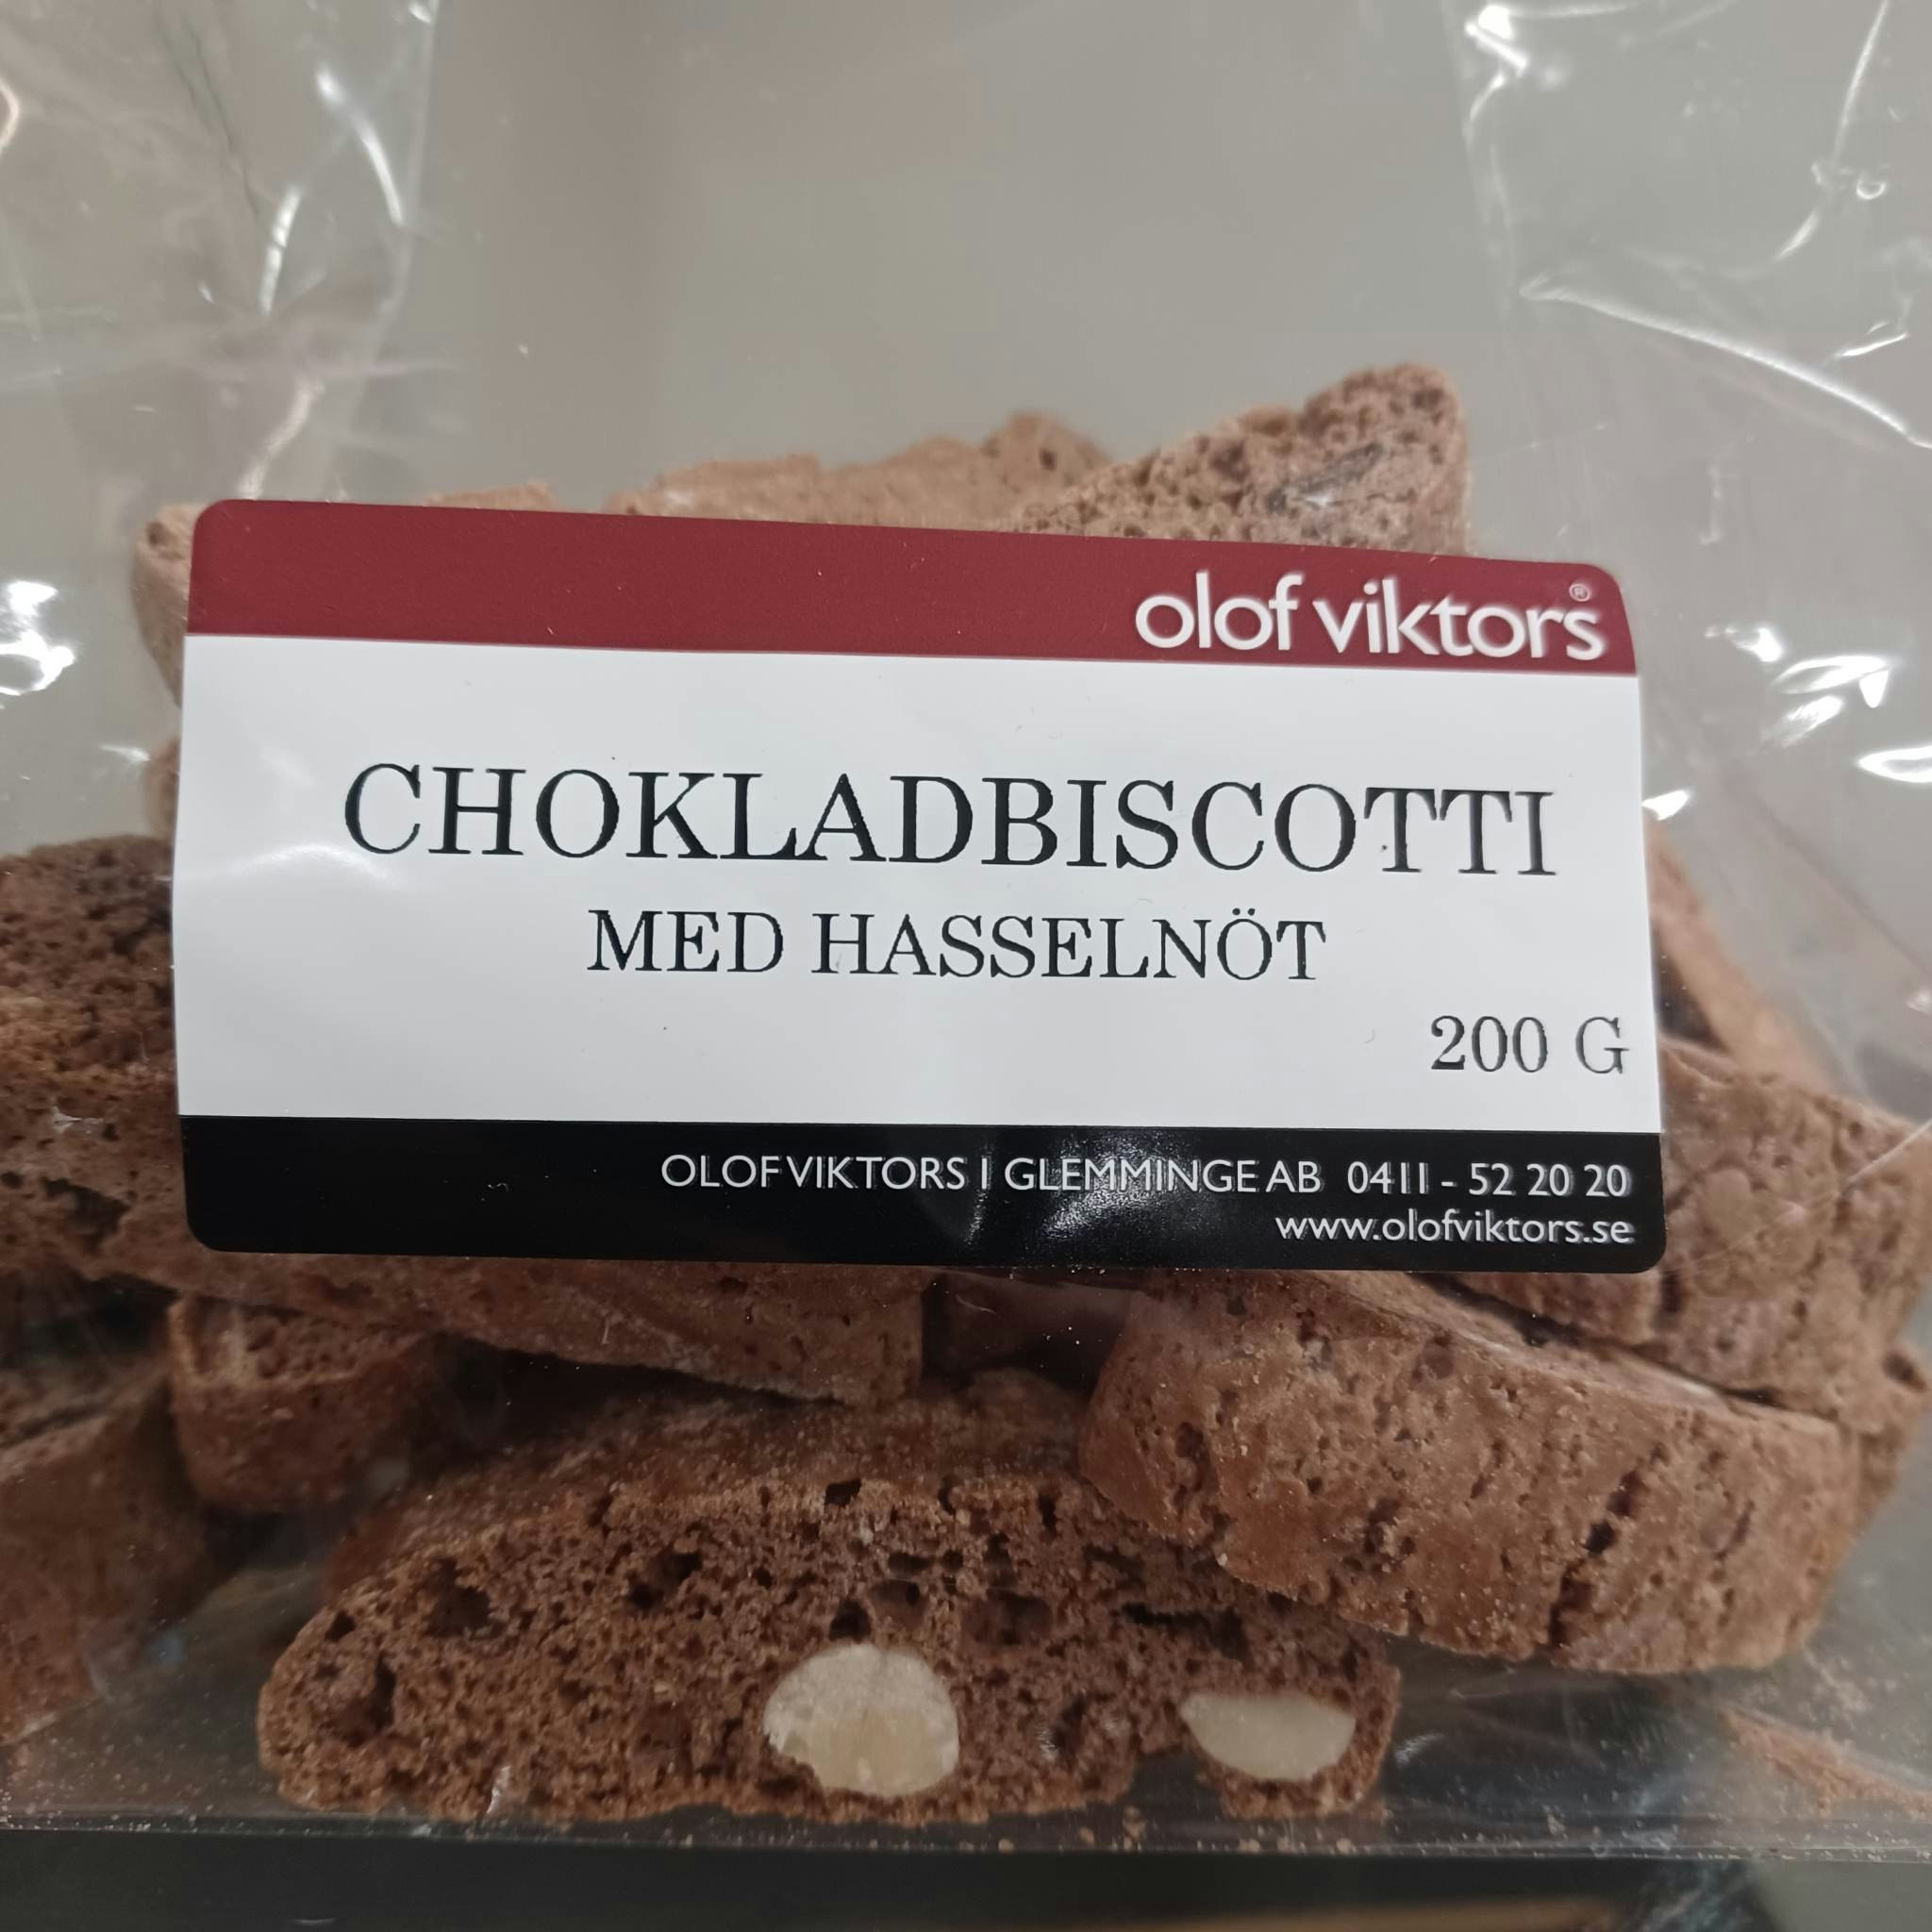 olof viktors®
CHOKLADBISCOTTI
MED HASSELNÖT
200 G
OLOF VIKTORS I GLEMMINGE AB 0411 - 52 20 20
www.olofviktors.se